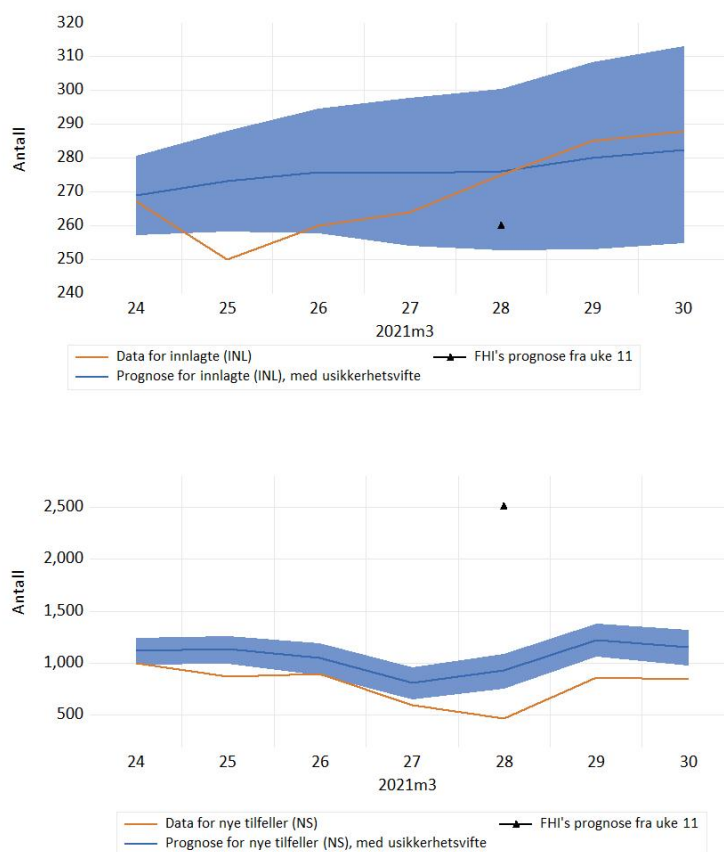 320
310
300
290
280
270
260
250
240
Antall
24 25 26 27 28 29 30
2021m3
Data for innlagte (INL) FHI's prognose fra uke 11
Prognose for innlagte (INL), med usikkerhetsvifte
2,500
2,000
1,500
1,000
500
Antall
24 25 26 27 28 29 30
2021m3
Data for nye tilfeller (NS) FHI's prognose fra uke 11
Prognose for nye tilfeller (NS), med usikkerhetsvifte